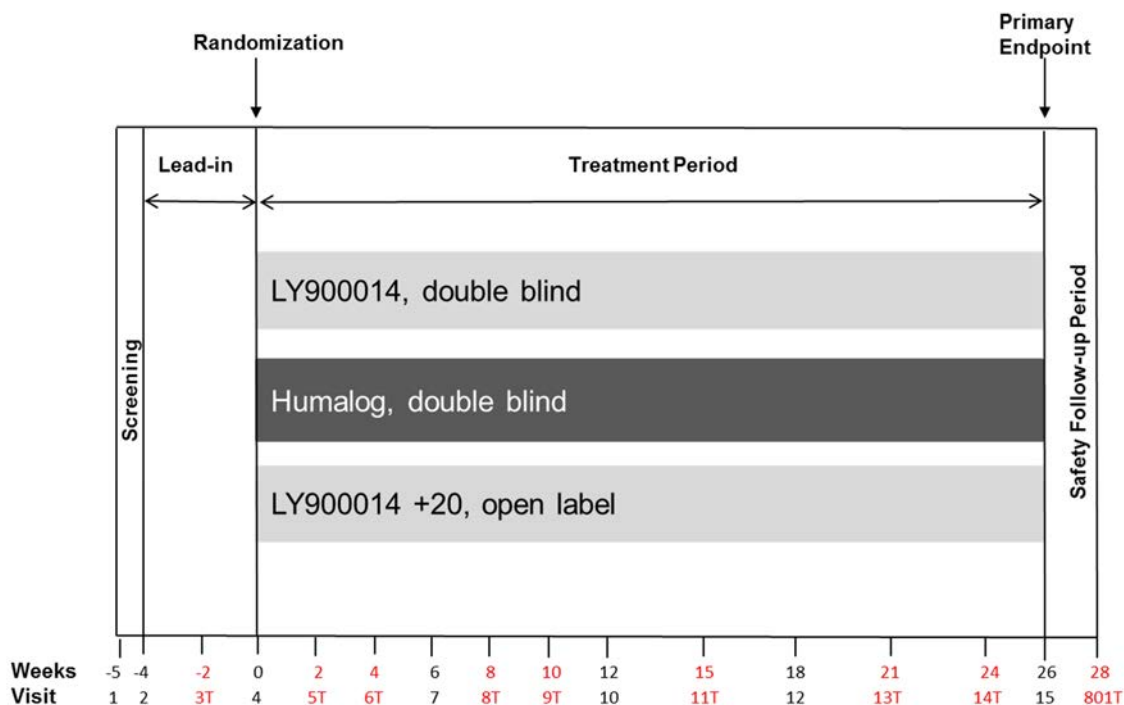 Randomization
Primary
Endpoint
Lead-in
Treatment Period
LY900014, double blind
Humalog, double blind
LY900014 +20, open label
Screening
Safety Follow-up Period
Weeks -5 -4 -2 0 2 4 6 8 10 12 15 18 21 24 26 28
Visit 1 2 3T 4 5T 6T 7 8T 9T 10 11T 12 13T 14T 15 801T